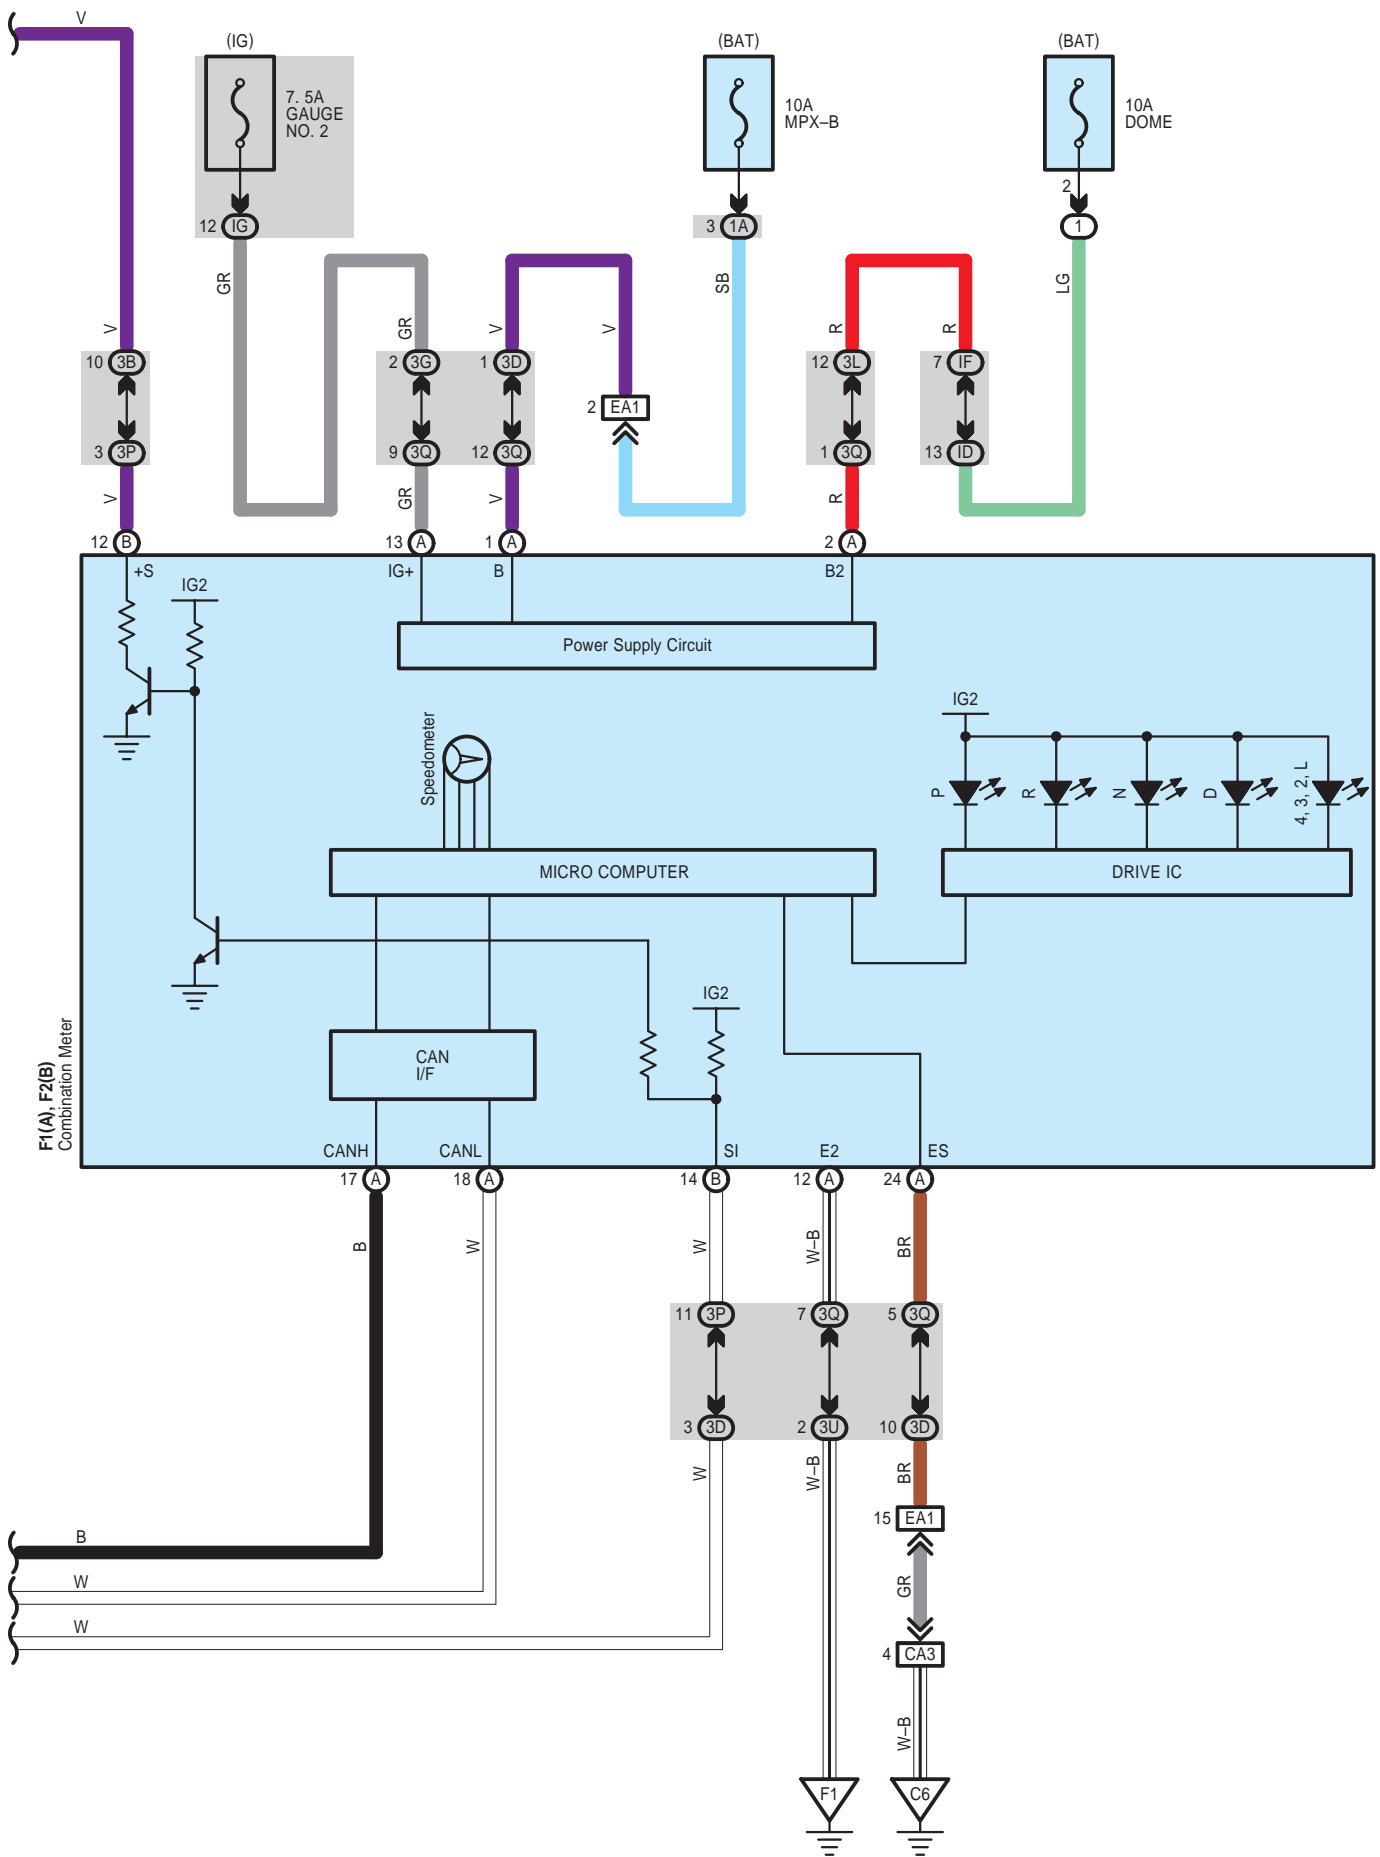 V
(IG)
(BAT)
(BAT)
7. 5A
GAUGE
NO. 2
10A
MPX–B
10A
DOME
2
12 IG
3 1A
1
GR
SB
LG
V
GR
V
V
R
R
10 3B
2 3G
1 3D
12 3L
7 IF
2 EA1
3 3P
9 3Q
12 3Q
1 3Q
13 ID
V
GR
V
R
12 B
13 A
1 A
2 A
+S
IG+
B
B2
IG2
Power Supply Circuit
IG2
Speedometer
P
R
N
D
4, 3, 2, L
MICRO COMPUTER
DRIVE IC
IG2
CAN
I/F
F1(A), F2(B)
Combination Meter
CANH
CANL
SI
E2
ES
17 A
18 A
14 B
12 A
24 A
B
W
W
W–B
BR
11 3P
7 3Q
5 3Q
3 3D
2 3U
10 3D
W
W–B
BR
15 EA1
B
W
GR
W
4 CA3
W–B
F1
C6